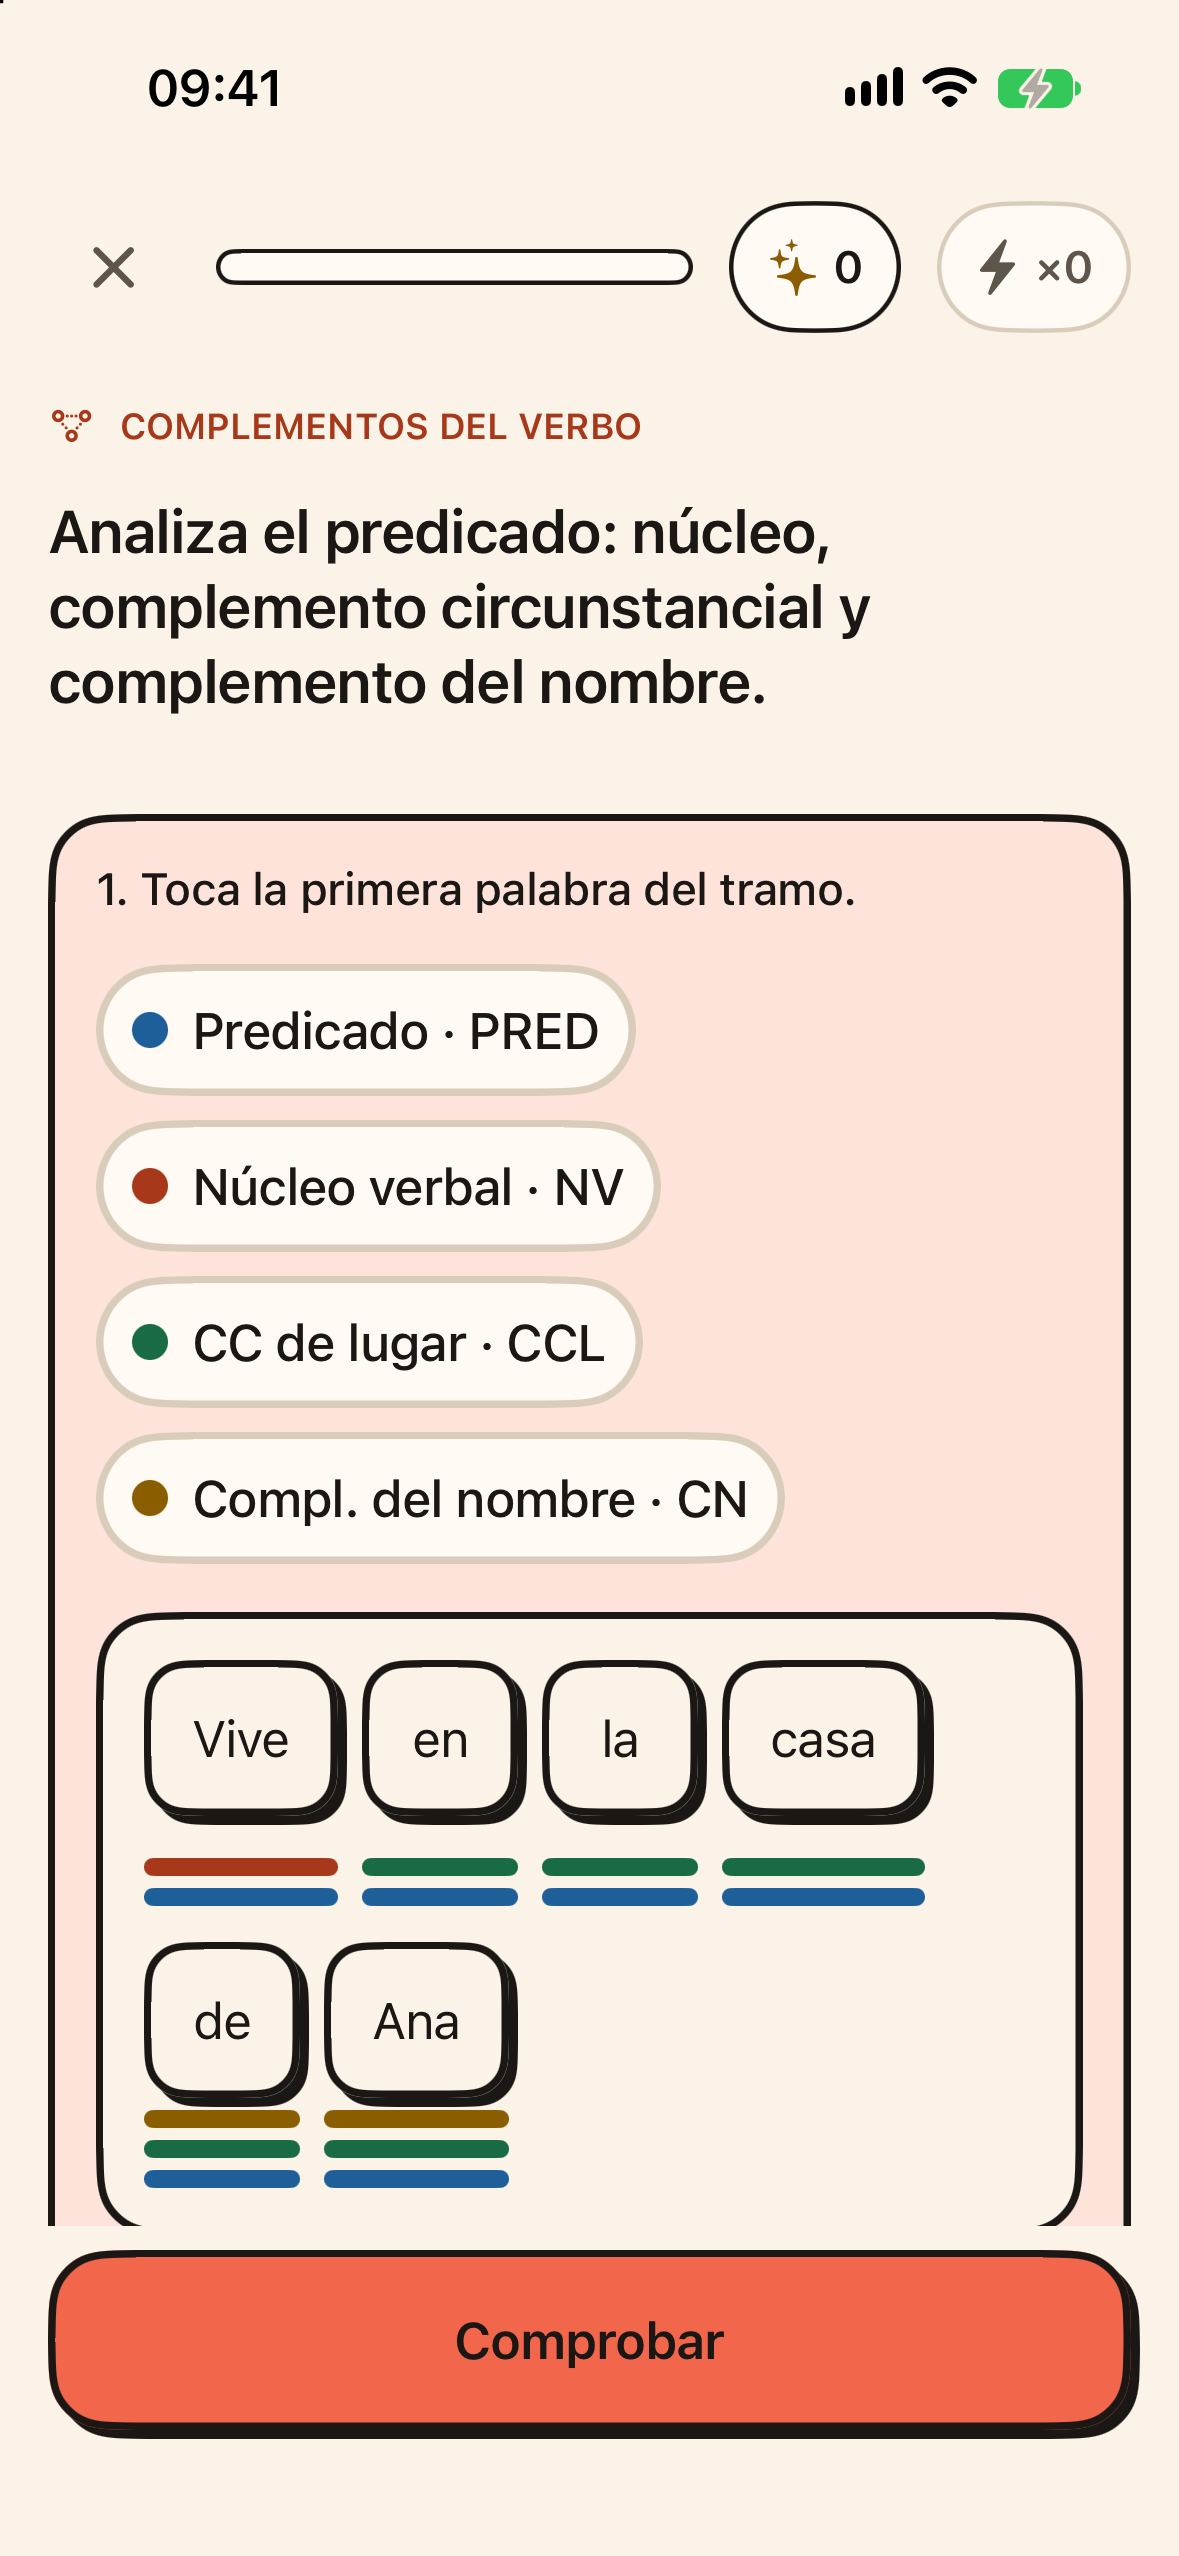 09:41
0
×0
COMPLEMENTOS DEL VERBO
Analiza el predicado: núcleo,
complemento circunstancial y
complemento del nombre.
1. Toca la primera palabra del tramo.
Predicado · PRED
Núcleo verbal · NV
CC de lugar · CCL
Compl. del nombre · CN
Vive en la casa
de Ana
Comprobar